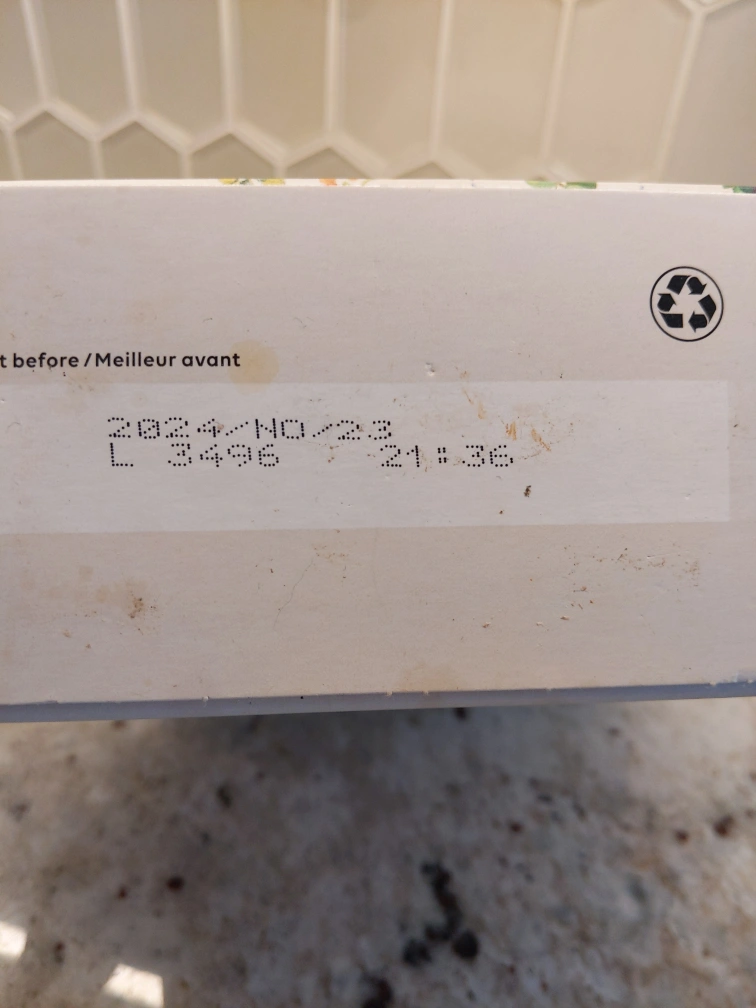 t before / Meilleur avant
2024/NO/23
L 3496 21:36